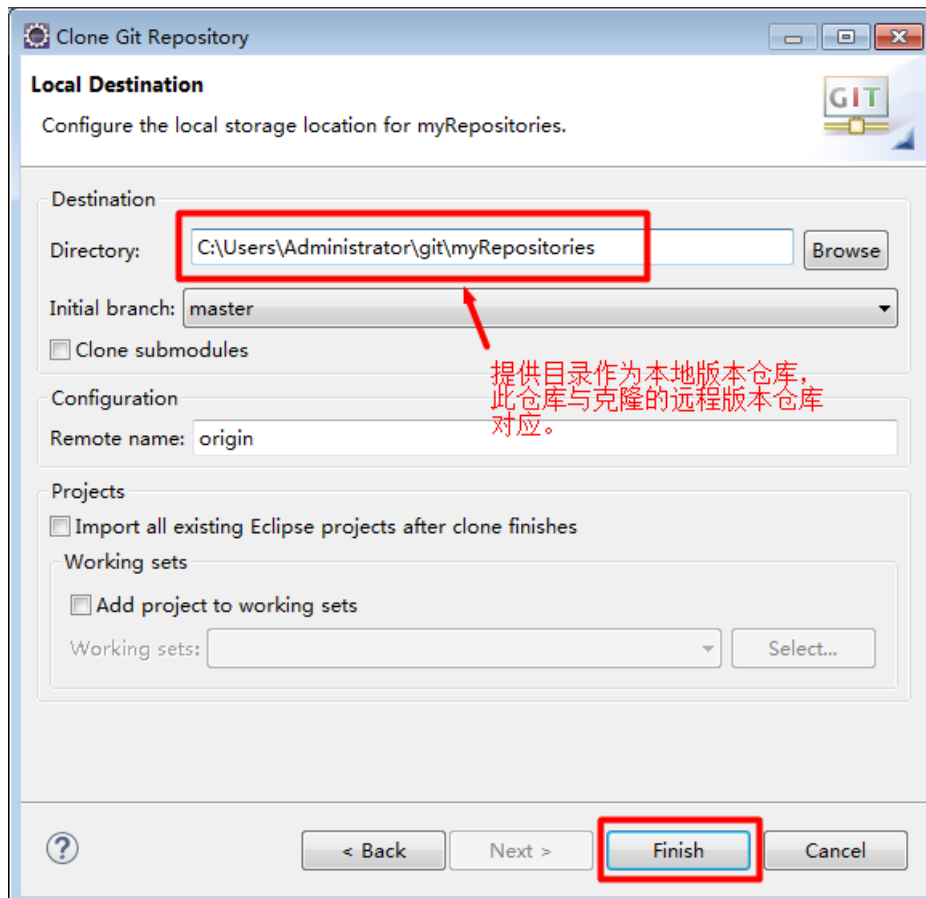 Clone Git Repository
Local Destination
Configure the local storage location for myRepositories.
GIT
Destination
Directory: C:\Users\Administrator\git\myRepositories Browse
Initial branch: master
Clone submodules
提供目录作为本地版本仓库，
此仓库与克隆的远程版本仓库
对应。
Configuration
Remote name: origin
Projects
Import all existing Eclipse projects after clone finishes
Working sets
Add project to working sets
Working sets: Select...
? < Back Next > Finish Cancel